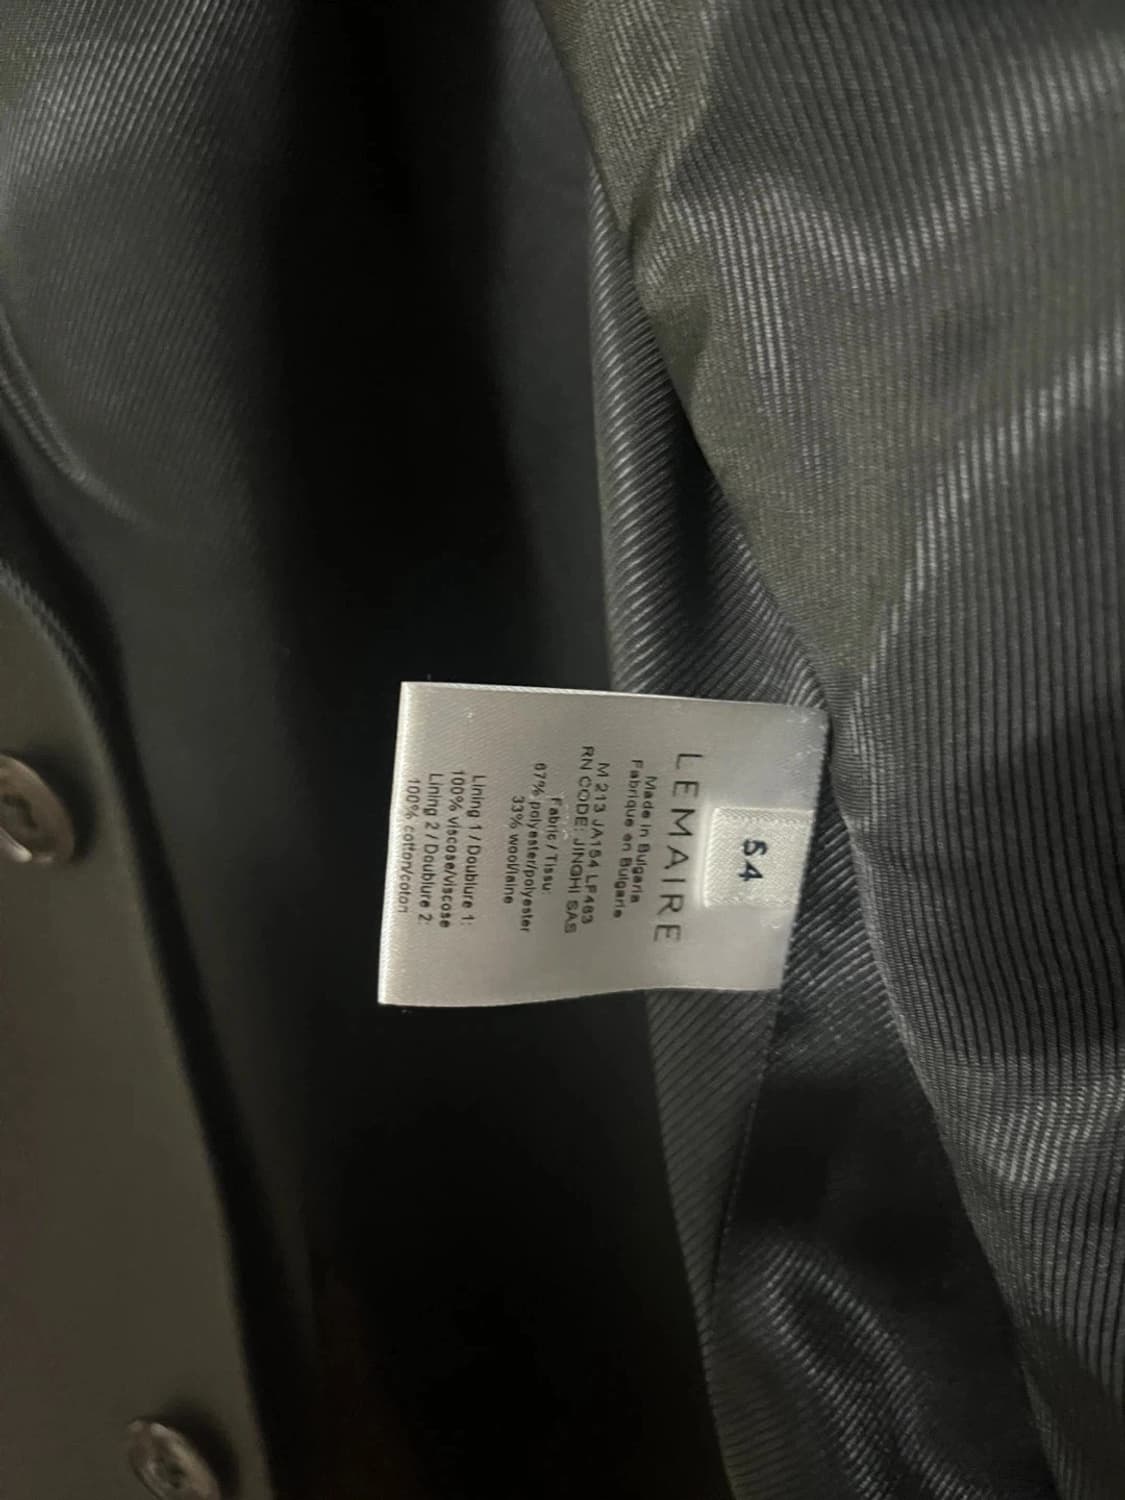 54
LEMAIRE
Made in Bulgaria
Fabriqué en Bulgarie
M 213 JA154 LF463
RN CODE: JINGHI SAS
Fabric / Tissu:
67% polyester/polyester
33% wool/laine
Lining 1 / Doublure 1:
100% viscose/viscose
Lining 2 / Doublure 2:
100% cotton/coton